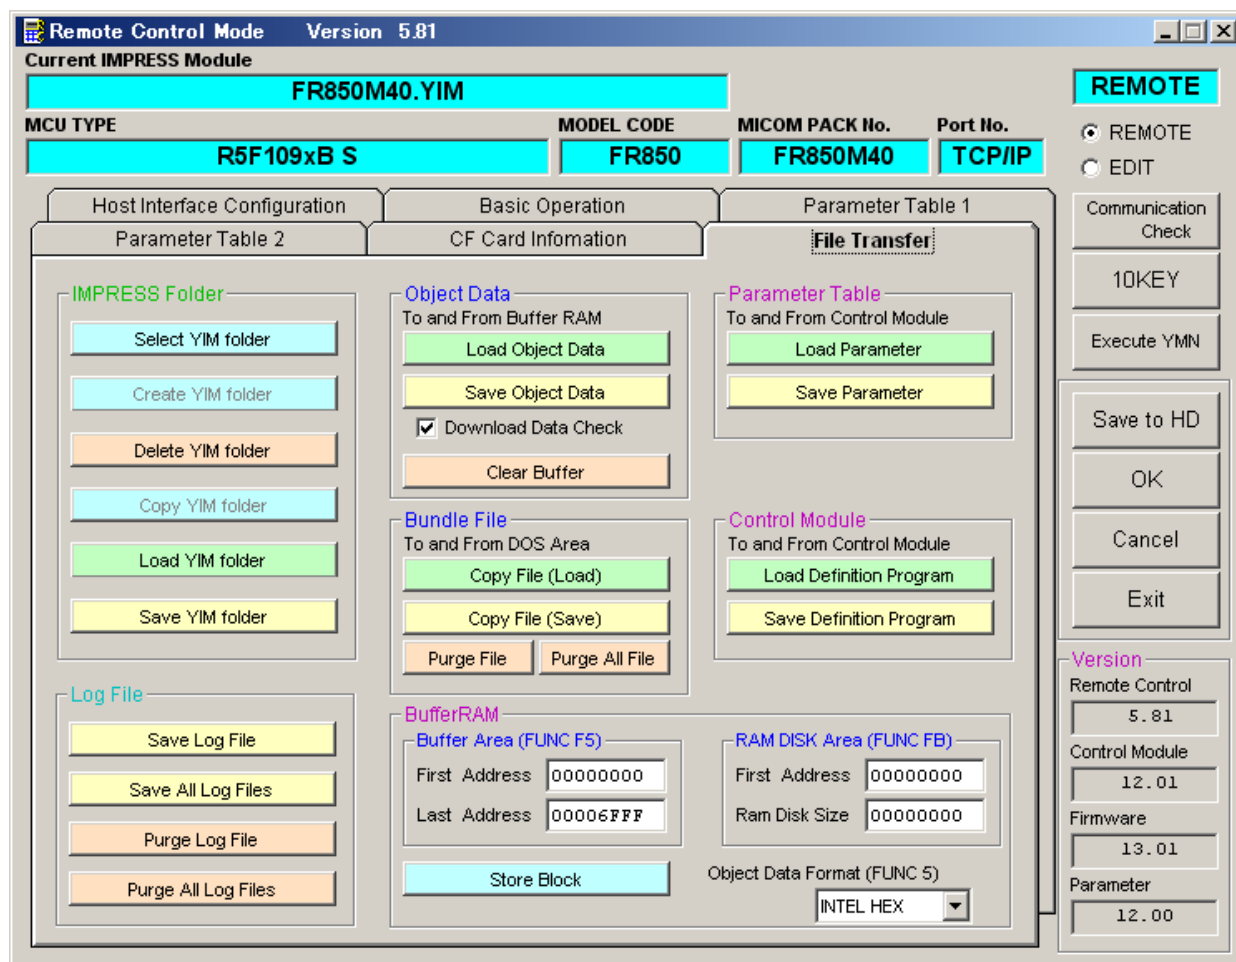 Remote Control Mode Version 5.81
Current IMPRESS Module
FR850M40.YIM
REMOTE
MCU TYPE
MODEL CODE
MICOM PACK No.
Port No.
R5F109xB S
FR850
FR850M40
TCP/IP
REMOTE
EDIT
Host Interface Configuration
Basic Operation
Parameter Table 1
Parameter Table 2
CF Card Infomation
File Transfer
Communication
Check
10KEY
Execute YMN
Save to HD
OK
Cancel
Exit
IMPRESS Folder
Select YIM folder
Create YIM folder
Delete YIM folder
Copy YIM folder
Load YIM folder
Save YIM folder
Log File
Save Log File
Save All Log Files
Purge Log File
Purge All Log Files
Object Data
To and From Buffer RAM
Load Object Data
Save Object Data
Download Data Check
Clear Buffer
Bundle File
To and From DOS Area
Copy File (Load)
Copy File (Save)
Purge File
Purge All File
Parameter Table
To and From Control Module
Load Parameter
Save Parameter
Control Module
To and From Control Module
Load Definition Program
Save Definition Program
BufferRAM
Buffer Area (FUNC F5)
First Address 00000000
Last Address 00006FFF
RAM DISK Area (FUNC FB)
First Address 00000000
Ram Disk Size 00000000
Store Block
Object Data Format (FUNC 5)
INTEL HEX
Version
Remote Control
5.81
Control Module
12.01
Firmware
13.01
Parameter
12.00